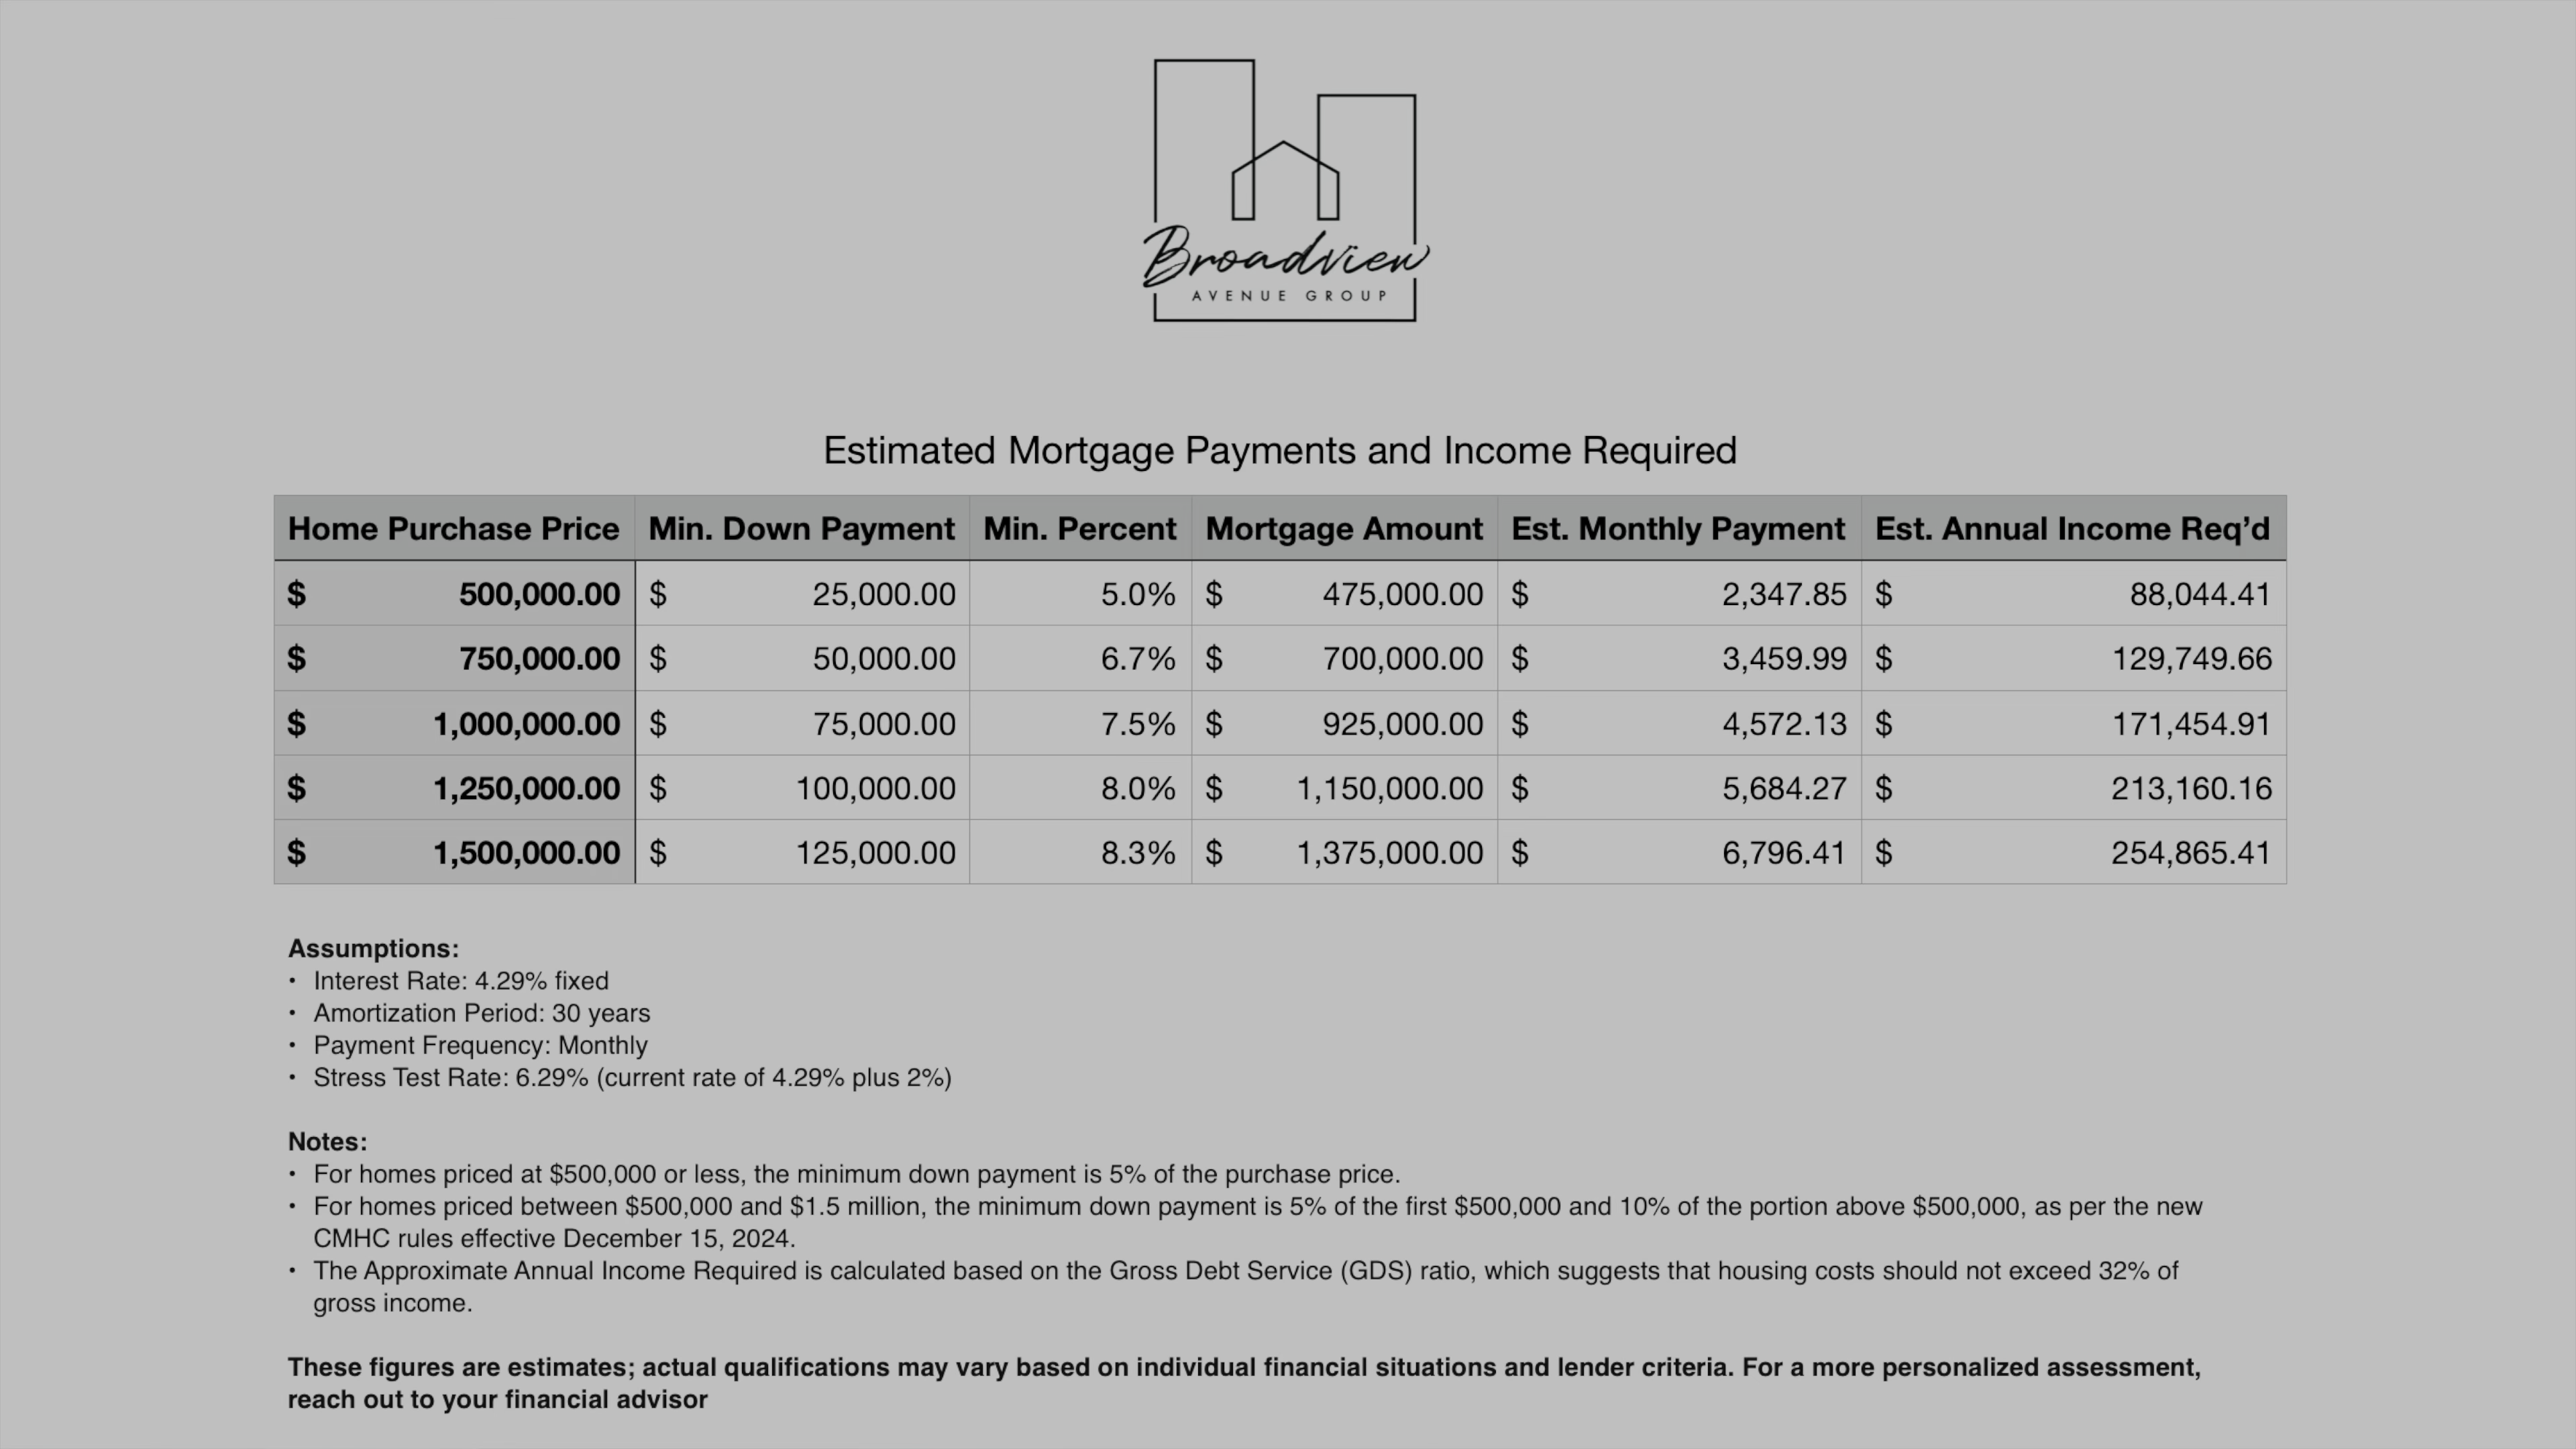 Broadview
AVENUE GROUP
Estimated Mortgage Payments and Income Required
Home Purchase Price Min. Down Payment Min. Percent Mortgage Amount Est. Monthly Payment Est. Annual Income Req’d
$ 500,000.00 $ 25,000.00 5.0% $ 475,000.00 $ 2,347.85 $ 88,044.41
$ 750,000.00 $ 50,000.00 6.7% $ 700,000.00 $ 3,459.99 $ 129,749.66
$ 1,000,000.00 $ 75,000.00 7.5% $ 925,000.00 $ 4,572.13 $ 171,454.91
$ 1,250,000.00 $ 100,000.00 8.0% $ 1,150,000.00 $ 5,684.27 $ 213,160.16
$ 1,500,000.00 $ 125,000.00 8.3% $ 1,375,000.00 $ 6,796.41 $ 254,865.41
Assumptions:
• Interest Rate: 4.29% fixed
• Amortization Period: 30 years
• Payment Frequency: Monthly
• Stress Test Rate: 6.29% (current rate of 4.29% plus 2%)
Notes:
• For homes priced at $500,000 or less, the minimum down payment is 5% of the purchase price.
• For homes priced between $500,000 and $1.5 million, the minimum down payment is 5% of the first $500,000 and 10% of the portion above $500,000, as per the new
CMHC rules effective December 15, 2024.
• The Approximate Annual Income Required is calculated based on the Gross Debt Service (GDS) ratio, which suggests that housing costs should not exceed 32% of
gross income.
These figures are estimates; actual qualifications may vary based on individual financial situations and lender criteria. For a more personalized assessment,
reach out to your financial advisor